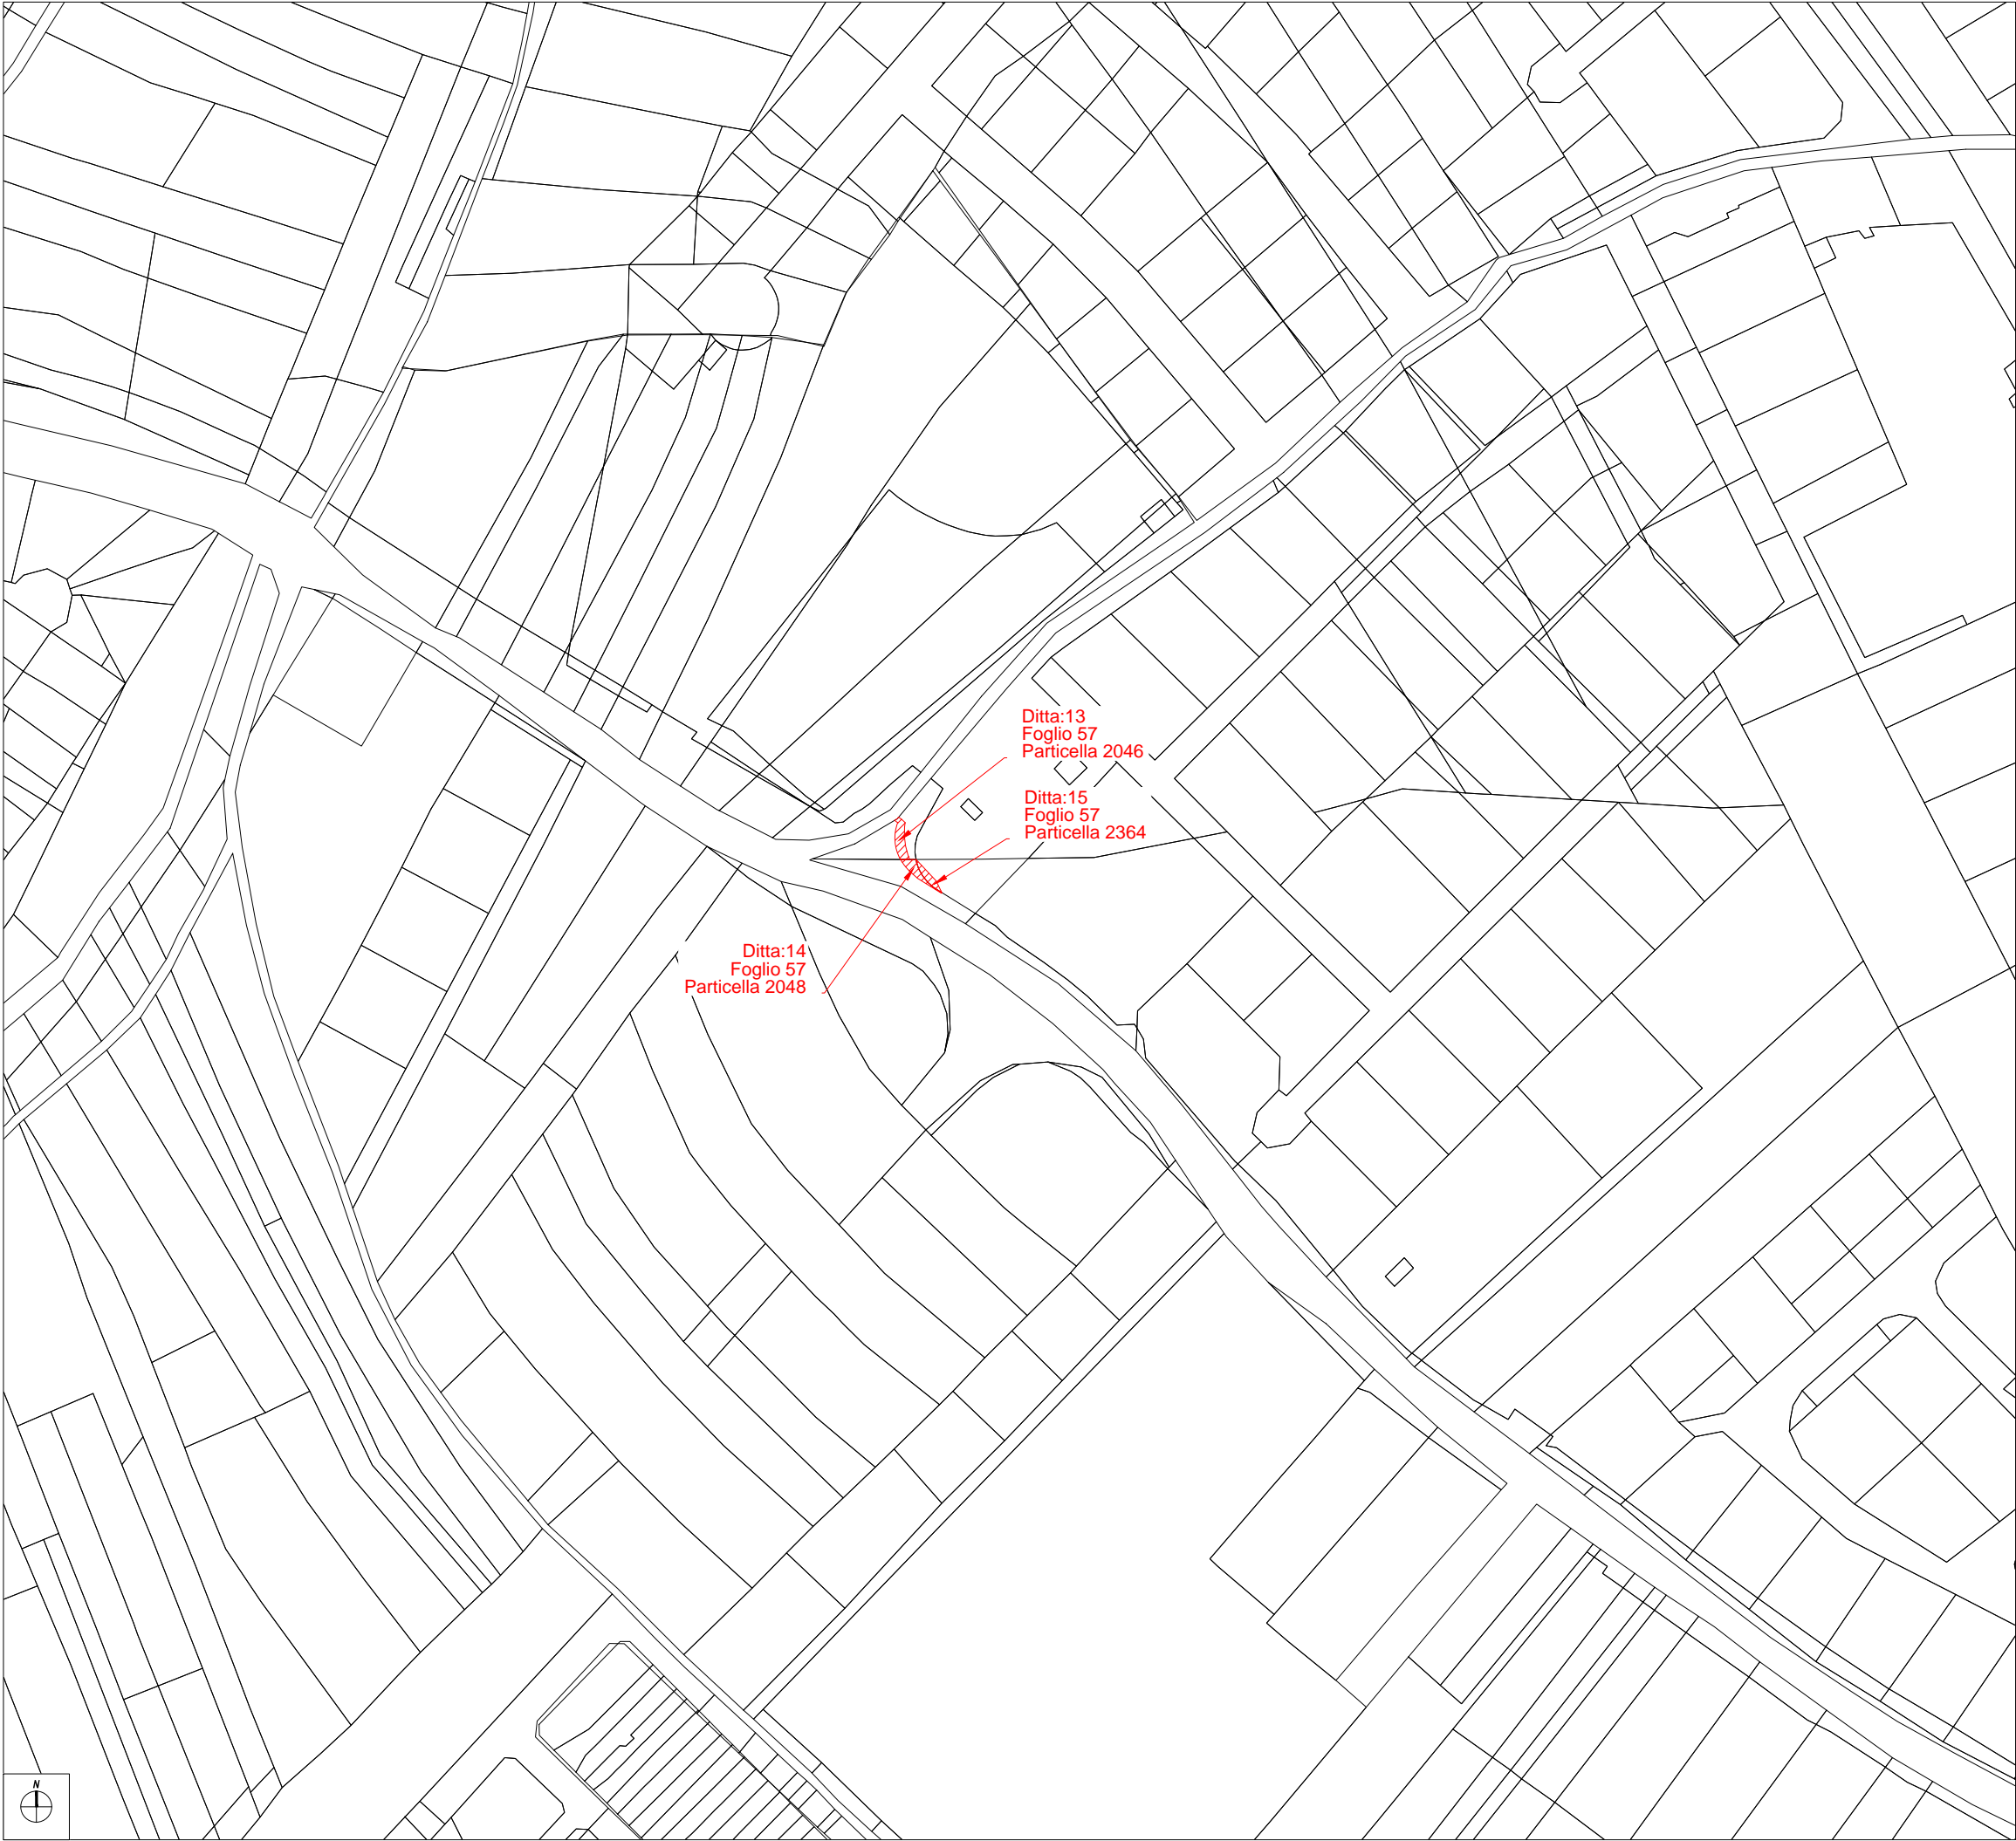 Ditta:13
Foglio 57
Particella 2046
Ditta:15
Foglio 57
Particella 2364
Ditta:14
Foglio 57
Particella 2048
N